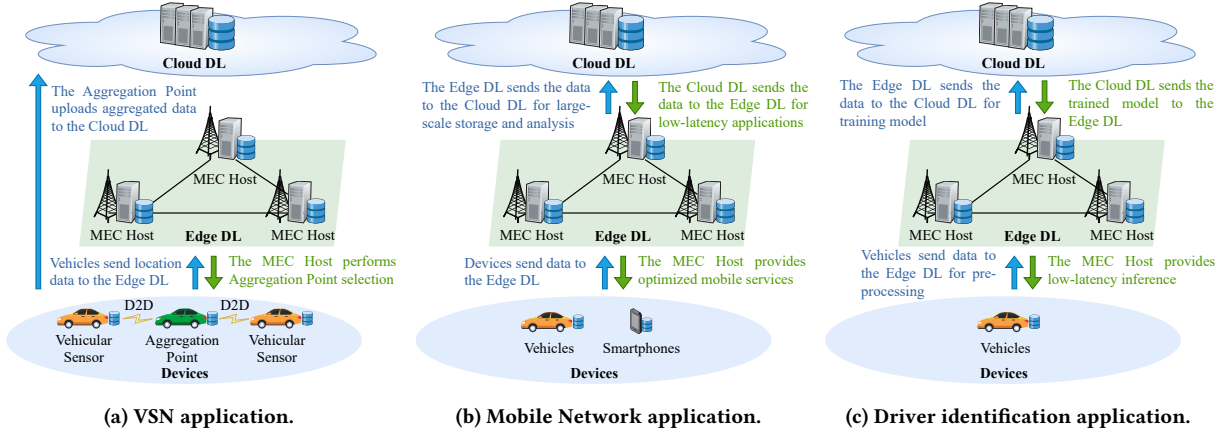 Cloud DL
The Aggregation Point
uploads aggregated data
to the Cloud DL
MEC Host
MEC Host
Edge DL
MEC Host
Vehicles send location
data to the Edge DL
The MEC Host performs
Aggregation Point selection
D2D
D2D
Vehicular
Sensor
Aggregation
Point
Vehicular
Sensor
Devices
(a) VSN application.
Cloud DL
The Edge DL sends the data
to the Cloud DL for large-
scale storage and analysis
The Cloud DL sends the
data to the Edge DL for
low-latency applications
MEC Host
MEC Host
Edge DL
MEC Host
Devices send data to
the Edge DL
The MEC Host provides
optimized mobile services
Vehicles
Smartphones
Devices
(b) Mobile Network application.
Cloud DL
The Edge DL sends the
data to the Cloud DL for
training model
The Cloud DL sends the
trained model to the
Edge DL
MEC Host
MEC Host
Edge DL
MEC Host
Vehicles send data to
the Edge DL for pre-
processing
The MEC Host provides
low-latency inference
Vehicles
Devices
(c) Driver identification application.